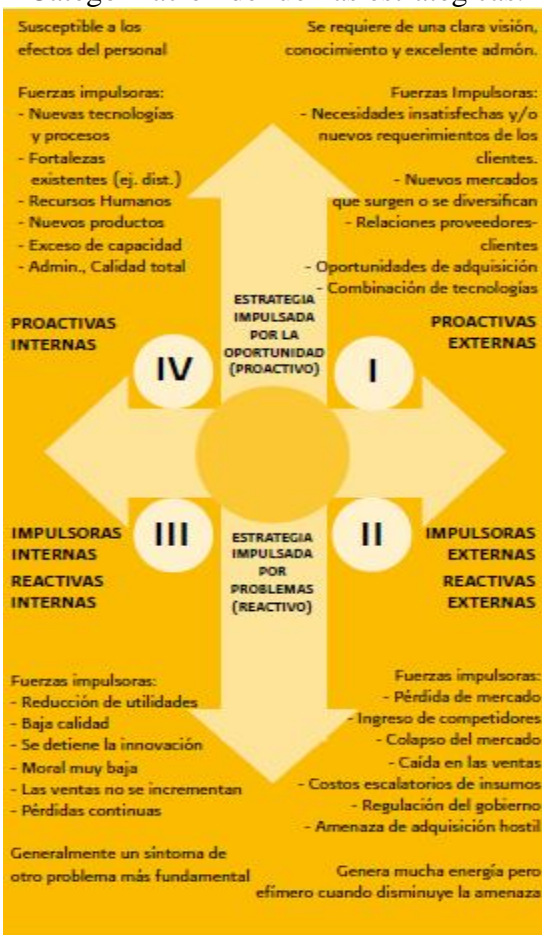 Susceptible a los
efectos del personal
Fuerzas impulsoras:
- Nuevas tecnologías
y procesos
- Fortalezas
existentes (ej. dist.)
- Recursos Humanos
- Nuevos productos
- Exceso de capacidad
- Admin., Calidad total
Se requiere de una clara visión,
conocimiento y excelente admón.
Fuerzas Impulsoras:
- Necesidades insatisfechas y/o
nuevos requerimientos de los
clientes.
- Nuevos mercados
que surgen o se diversifican
- Relaciones proveedores-
clientes
- Oportunidades de adquisición
- Combinación de tecnologías
ESTRATEGIA
IMPULSADA
POR LA
OPORTUNIDAD
(PROACTIVO)
PROACTIVAS
INTERNAS
IV
PROACTIVAS
EXTERNAS
I
IMPULSORAS
INTERNAS
REACTIVAS
INTERNAS
III
ESTRATEGIA
IMPULSADA
POR
PROBLEMAS
(REACTIVO)
II
IMPULSORAS
EXTERNAS
REACTIVAS
EXTERNAS
Fuerzas impulsoras:
- Reducción de utilidades
- Baja calidad
- Se detiene la innovación
- Moral muy baja
- Las ventas no se incrementan
- Pérdidas continuas
Generalmente un síntoma de
otro problema más fundamental
Fuerzas impulsoras:
- Pérdida de mercado
- Ingreso de competidores
- Colapso del mercado
- Caída en las ventas
- Costos escalatorios de insumos
- Regulación del gobierno
- Amenaza de adquisición hostil
Genera mucha energía pero
efímero cuando disminuye la amenaza